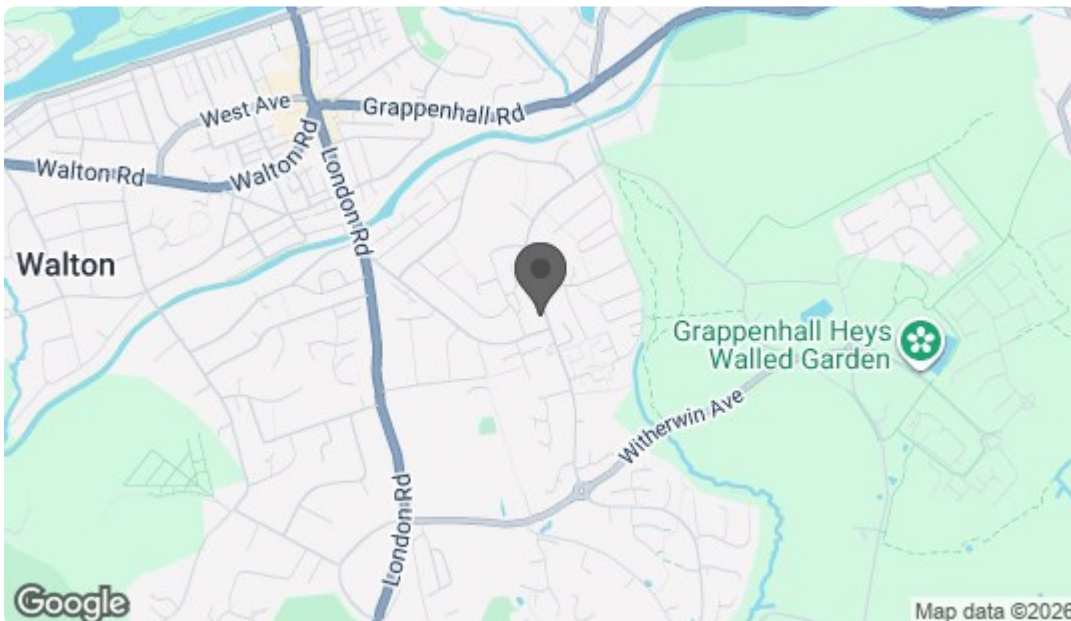 West Ave
Grappenhall Rd
Walton Rd
Walton Rd
London Rd
Walton
Grappenhall Heys
Walled Garden
Witherwin Ave
London Rd
Google
Map data ©2026